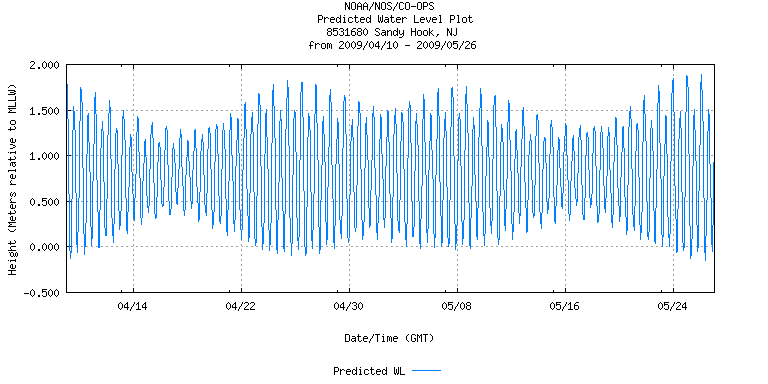 NOAA/NOS/CO-OPS
Predicted Water Level Plot
8531680 Sandy Hook, NJ
from 2009/04/10 - 2009/05/26
Height (Meters relative to MLLW)
2.000
1.500
1.000
0.500
0.000
-0.500
04/14 04/22 04/30 05/08 05/16 05/24
Date/Time (GMT)
Predicted WL